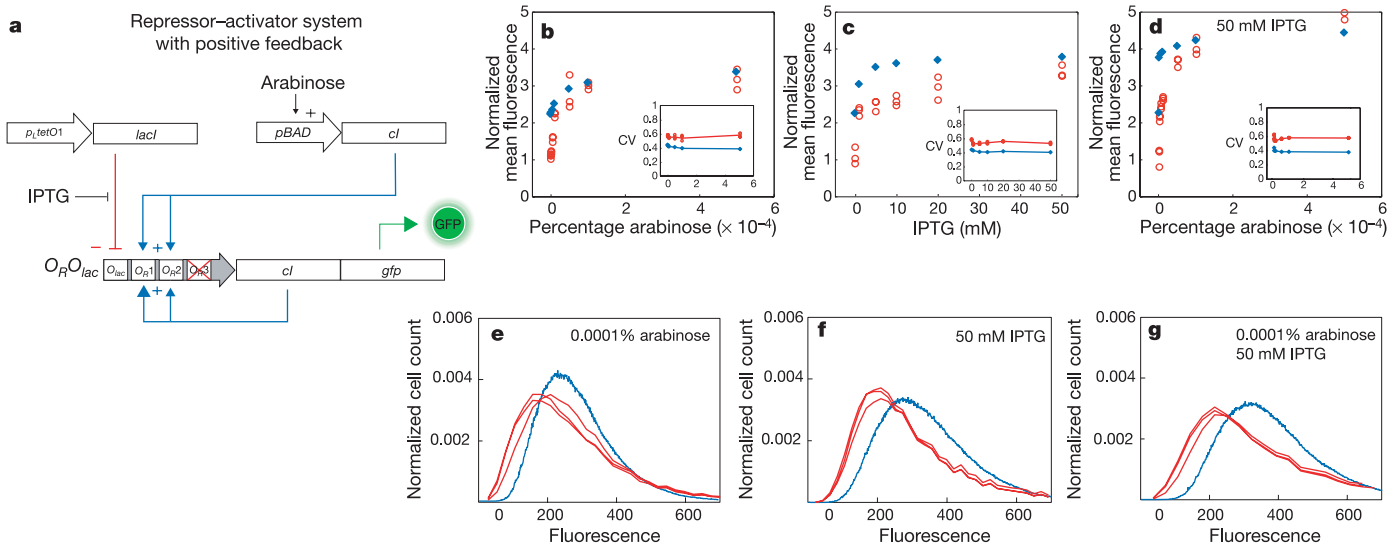 a
Repressor–activator system
with positive feedback
Arabinose
+
pLtetO1
lacI
pBAD
cI
IPTG
–
+
GFP
OROlac
Olac
OR1
OR2
OR3
cI
gfp
+
b
Normalized
mean fluorescence
5
4
3
2
1
0
0
2
4
6
Percentage arabinose (× 10⁻⁴)
CV
1
0.8
0.6
0.4
0.2
0
0
2
4
6
c
Normalized
mean fluorescence
5
4
3
2
1
0
0
10
20
30
40
50
IPTG (mM)
CV
1
0.8
0.6
0.4
0.2
0
0
10
20
30
40
50
d
50 mM IPTG
Normalized
mean fluorescence
5
4
3
2
1
0
0
2
4
6
Percentage arabinose (× 10⁻⁴)
CV
1
0.8
0.6
0.4
0.2
0
0
2
4
6
e
0.0001% arabinose
Normalized cell count
0.006
0.004
0.002
0
200
400
600
Fluorescence
f
50 mM IPTG
Normalized cell count
0.006
0.004
0.002
0
200
400
600
Fluorescence
g
0.0001% arabinose
50 mM IPTG
Normalized cell count
0.006
0.004
0.002
0
200
400
600
Fluorescence